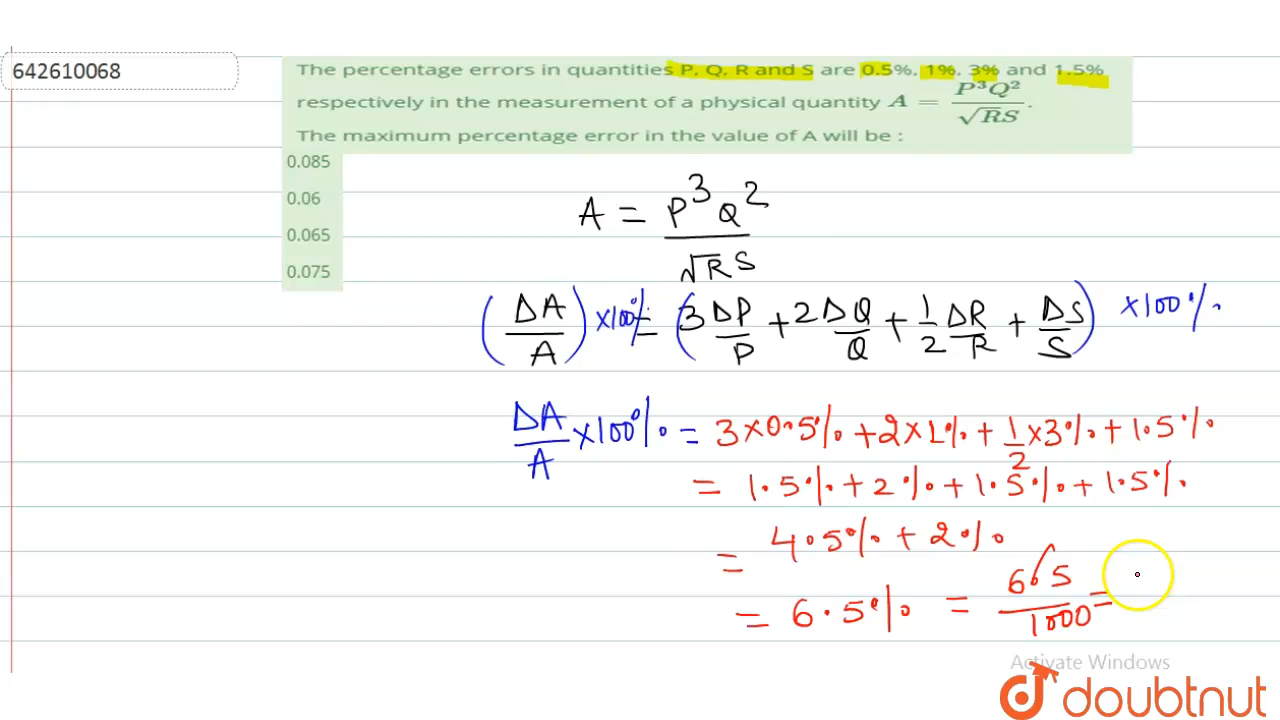 642610068
The percentage errors in quantities P, Q, R and S are 0.5%, 1%, 3% and 1.5%
respectively in the measurement of a physical quantity A = P³Q² / √RS.
The maximum percentage error in the value of A will be :
0.085
0.06
0.065
0.075
A = P³Q² / √RS
(ΔA/A) ×100% = (3 ΔP/P + 2 ΔQ/Q + 1/2 ΔR/R + ΔS/S) ×100%
ΔA/A ×100% = 3×0.5% + 2×1% + 1/2 ×3% + 1.5%
= 1.5% + 2% + 1.5% + 1.5%
= 4.5% + 2%
= 6.5% = 65/1000 =
Activate Windows
doubtnut